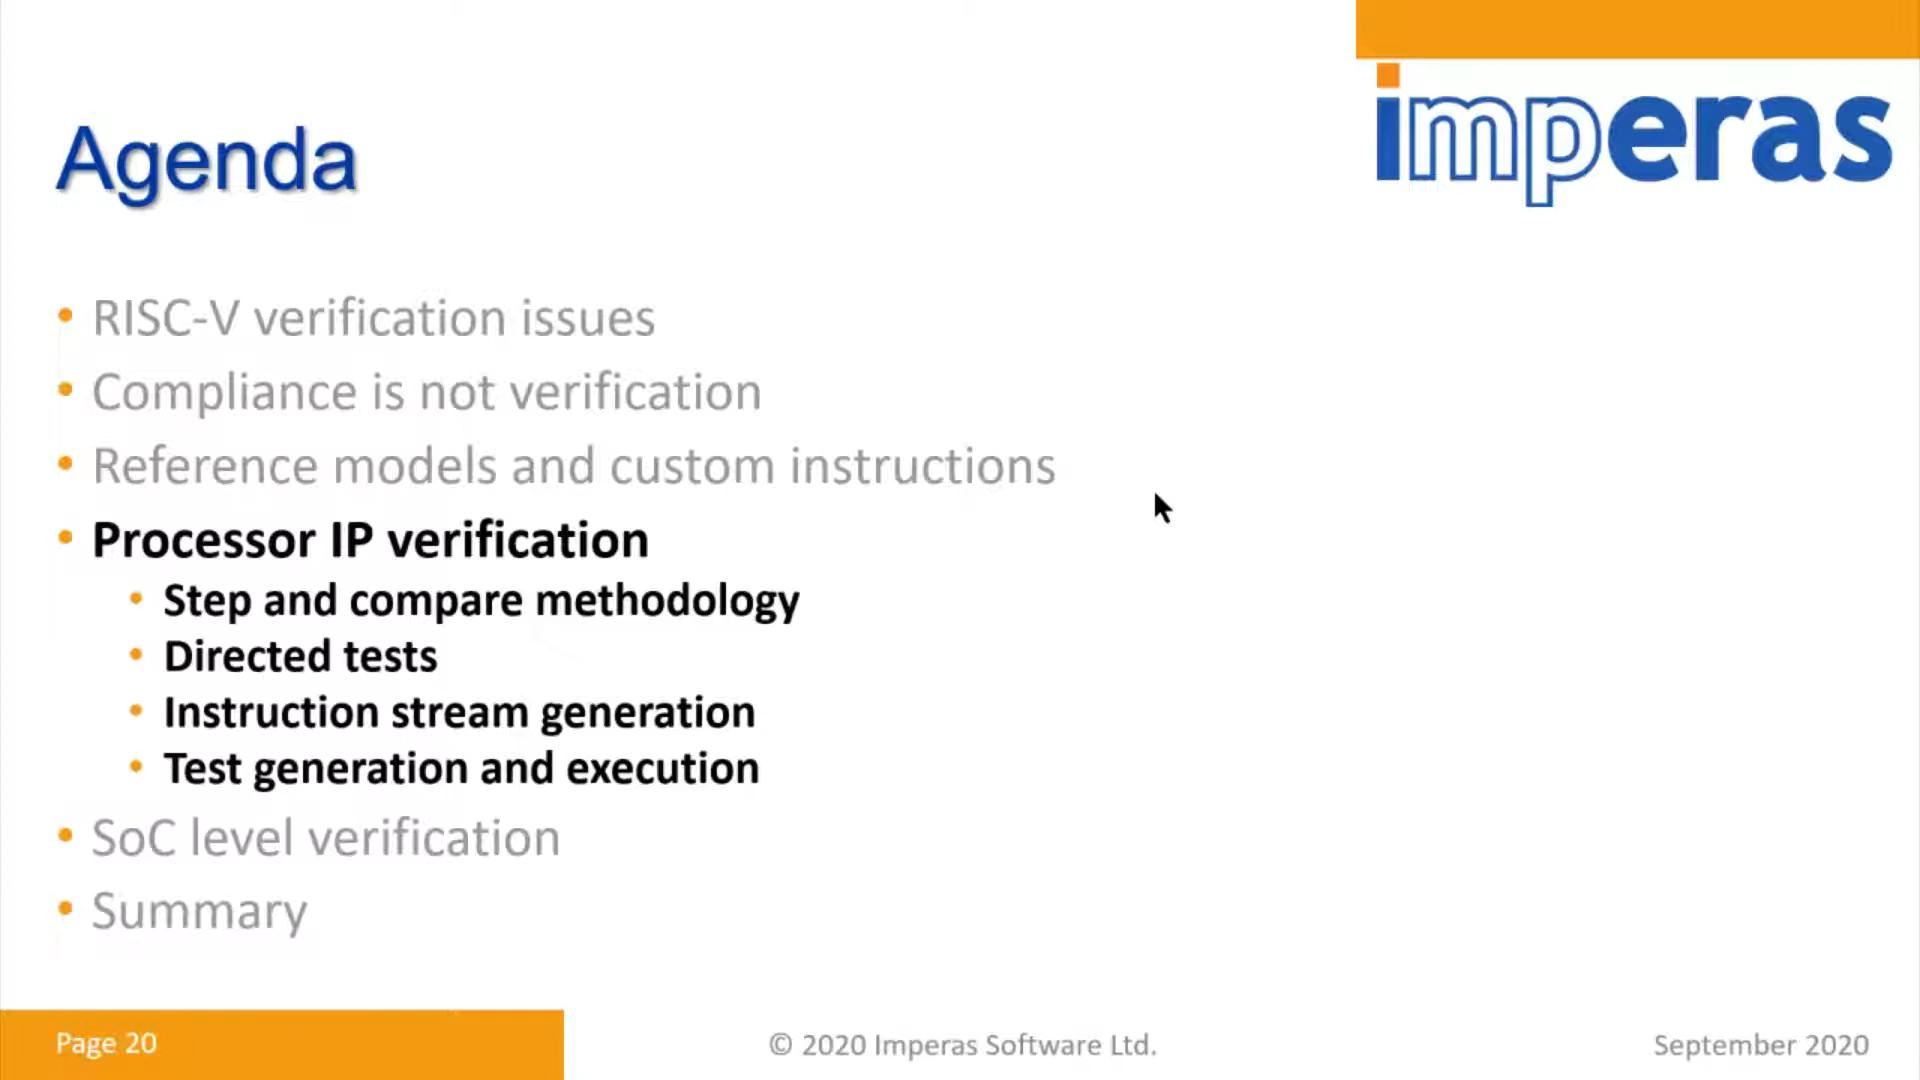 imperas
Agenda
• RISC-V verification issues
• Compliance is not verification
• Reference models and custom instructions
• Processor IP verification
• Step and compare methodology
• Directed tests
• Instruction stream generation
• Test generation and execution
• SoC level verification
• Summary
Page 20
© 2020 Imperas Software Ltd.
September 2020